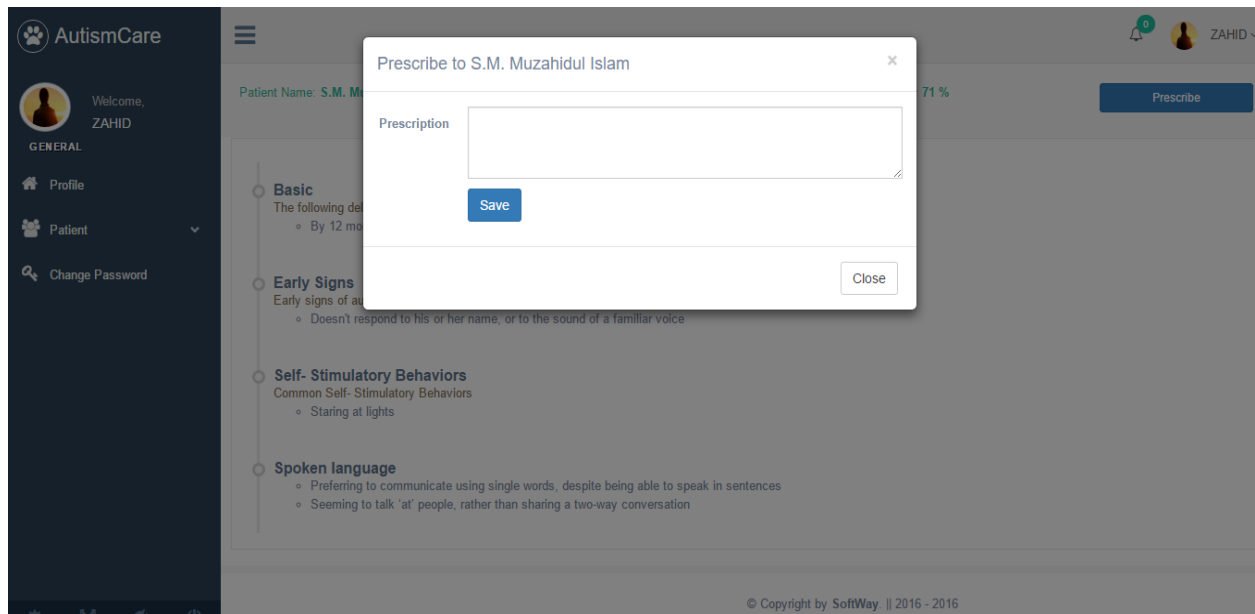 AutismCare
Welcome,
ZAHID
GENERAL
Profile
Patient
Change Password
0
ZAHID
Prescribe to S.M. Muzahidul Islam
×
Patient Name: S.M.
71 %
Prescribe
Prescription
Save
Close
Basic
The following
By 12
Early Signs
Early signs of
Doesn't respond to his or her name, or to the sound of a familiar voice
Self- Stimulatory Behaviors
Common Self- Stimulatory Behaviors
Staring at lights
Spoken language
Preferring to communicate using single words, despite being able to speak in sentences
Seeming to talk 'at' people, rather than sharing a two-way conversation
© Copyright by SoftWay. || 2016 - 2016